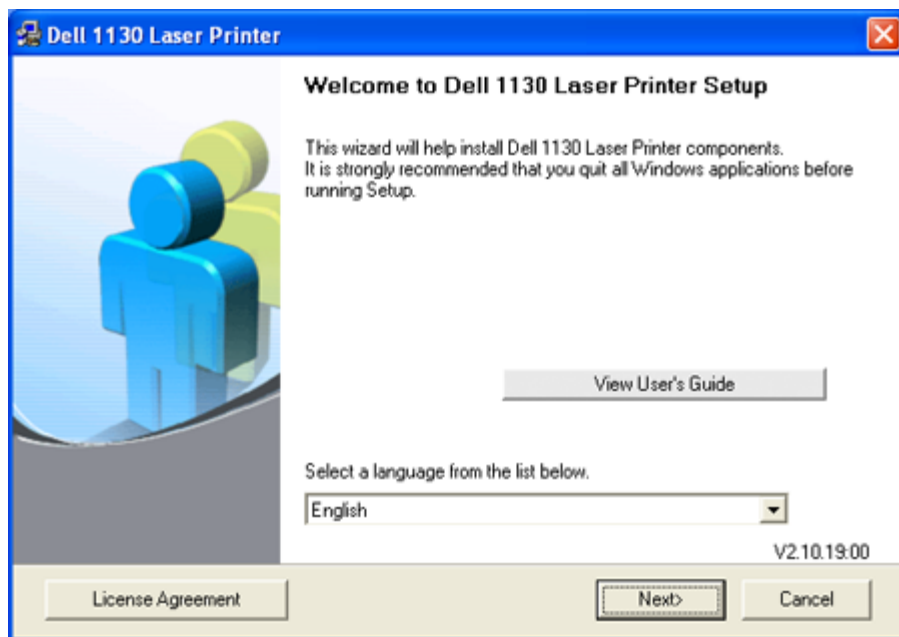 Dell 1130 Laser Printer
Welcome to Dell 1130 Laser Printer Setup
This wizard will help install Dell 1130 Laser Printer components.
It is strongly recommended that you quit all Windows applications before
running Setup.
View User's Guide
Select a language from the list below.
English
V2.10.19:00
License Agreement
Next>
Cancel